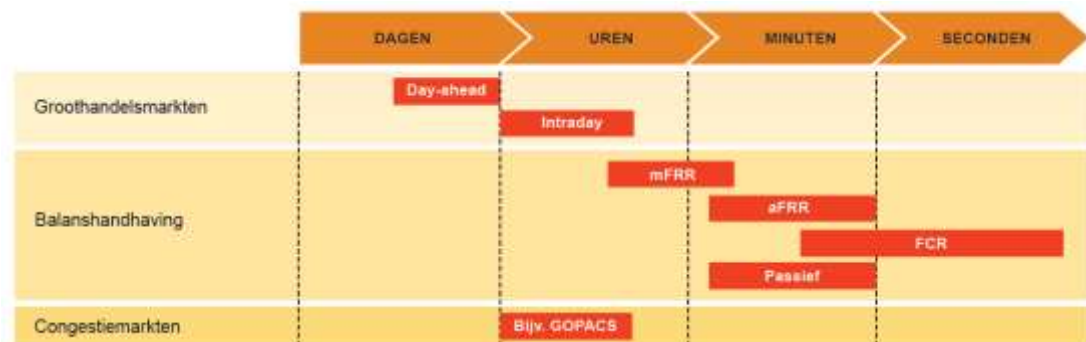 DAGEN UREN MINUTEN SECONDEN
Groothandelsmarkten
Day-ahead
Intraday
Balanshandhaving
mFRR
aFRR
FCR
Passief
Congestiemarkten
Bijv. GOPACS